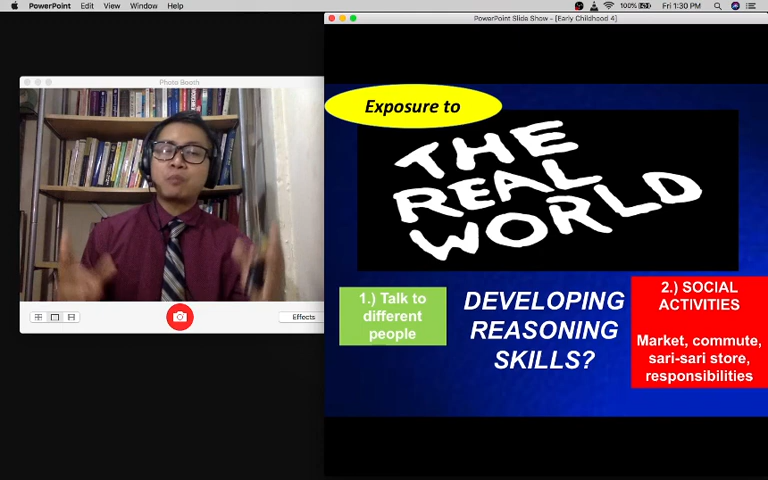 PowerPoint Edit View Window Help
100% Fri 1:30 PM
PowerPoint Slide Show - [Early Childhood 4]
Photo Booth
Effects
Exposure to
THE
REAL
WORLD
1.) Talk to
different
people
DEVELOPING
REASONING
SKILLS?
2.) SOCIAL
ACTIVITIES
Market, commute,
sari-sari store,
responsibilities